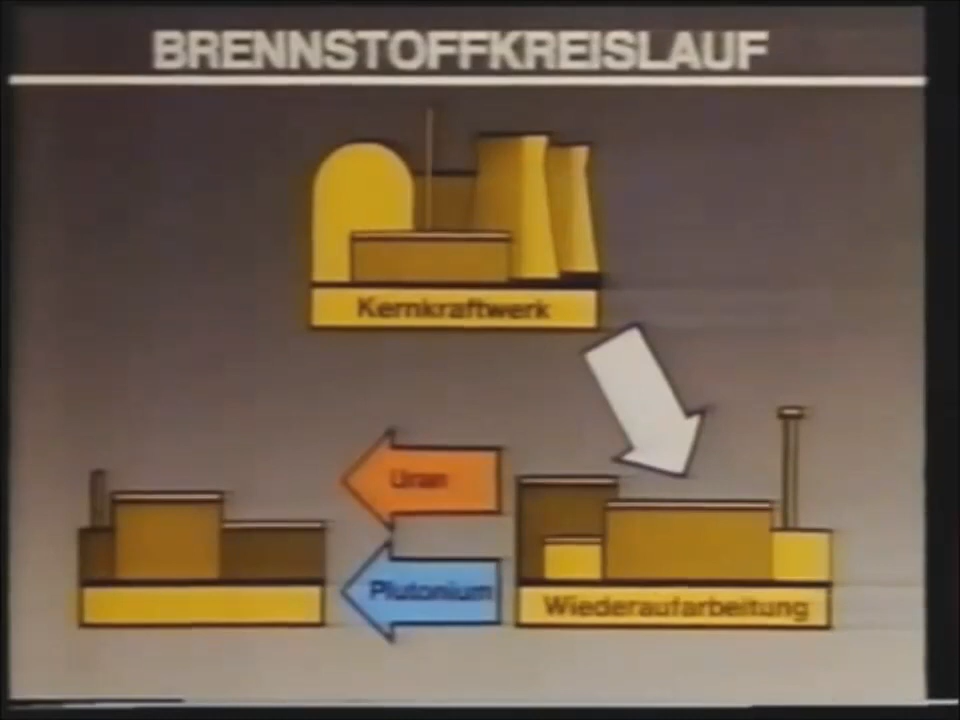 BRENNSTOFFKREISLAUF
Kernkraftwerk
Uran
Plutonium
Wiederaufarbeitung